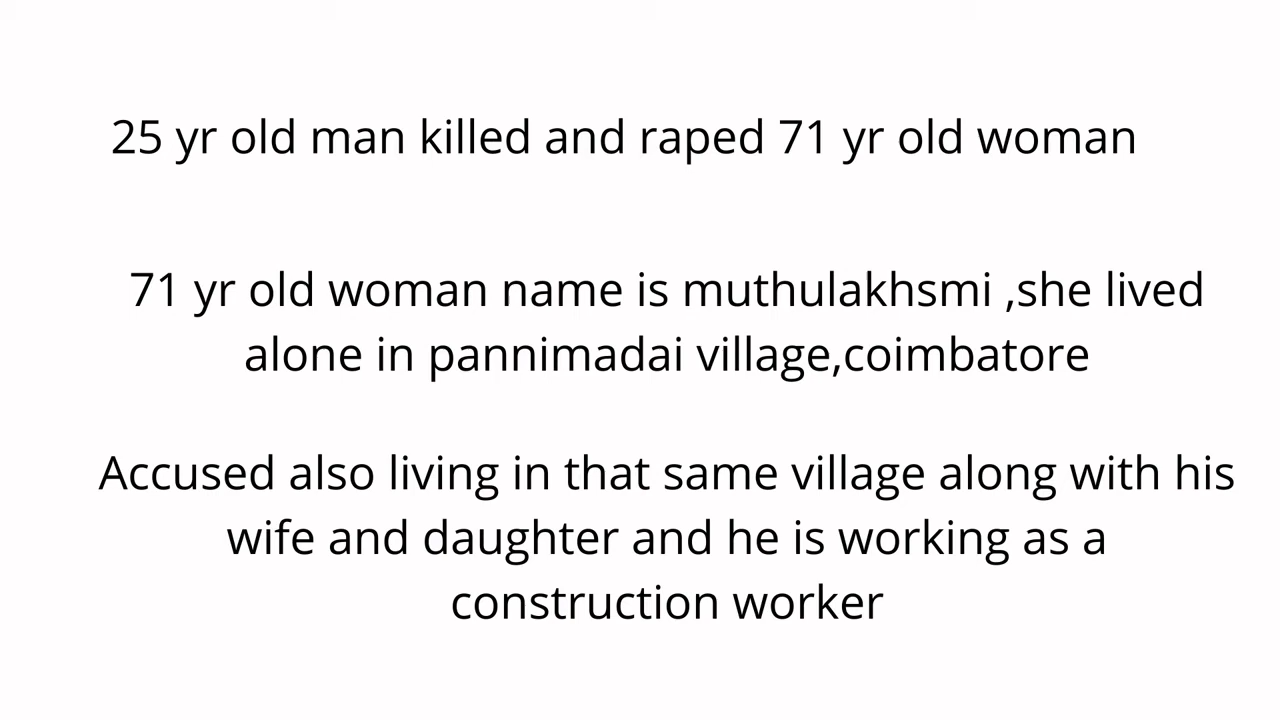 25 yr old man killed and raped 71 yr old woman
71 yr old woman name is muthulakhsmi ,she lived
alone in pannimadai village,coimbatore
Accused also living in that same village along with his
wife and daughter and he is working as a
construction worker